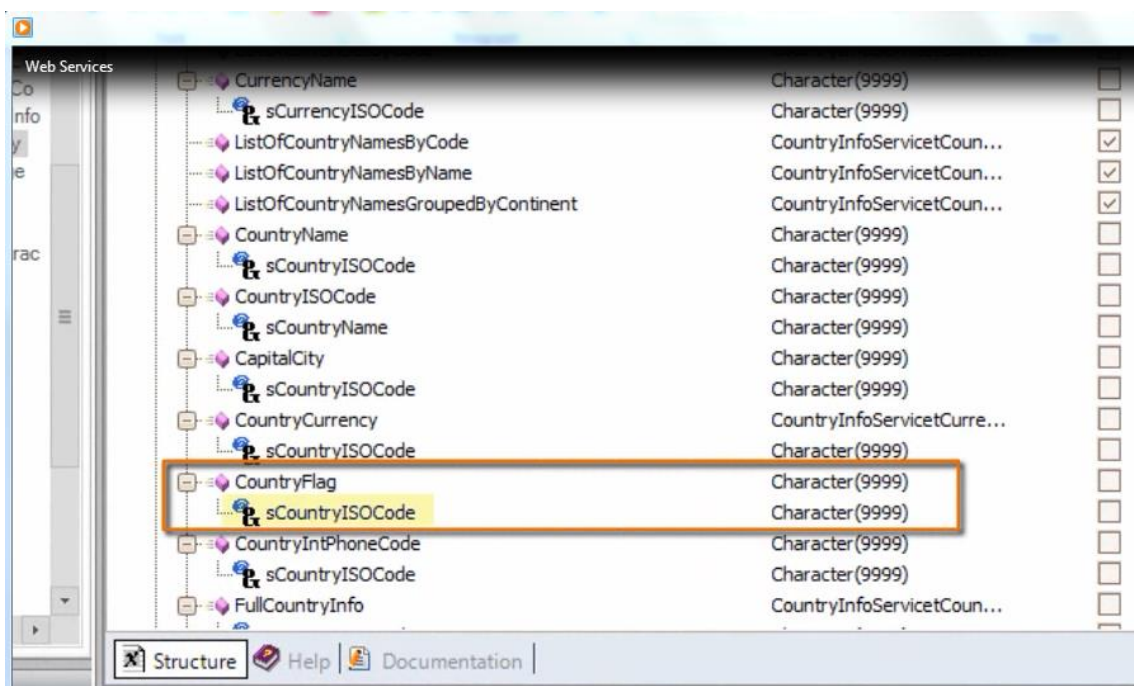 Web Services
Co
nfo
y
e
rac
CurrencyName Character(9999)
sCurrencyISOCode Character(9999)
ListOfCountryNamesByCode CountryInfoServicetCoun...
ListOfCountryNamesByName CountryInfoServicetCoun...
ListOfCountryNamesGroupedByContinent CountryInfoServicetCoun...
CountryName Character(9999)
sCountryISOCode Character(9999)
CountryISOCode Character(9999)
sCountryName Character(9999)
CapitalCity Character(9999)
sCountryISOCode Character(9999)
CountryCurrency CountryInfoServicetCurre...
sCountryISOCode Character(9999)
CountryFlag Character(9999)
sCountryISOCode Character(9999)
CountryIntPhoneCode Character(9999)
sCountryISOCode Character(9999)
FullCountryInfo CountryInfoServicetCoun...
Structure Help Documentation